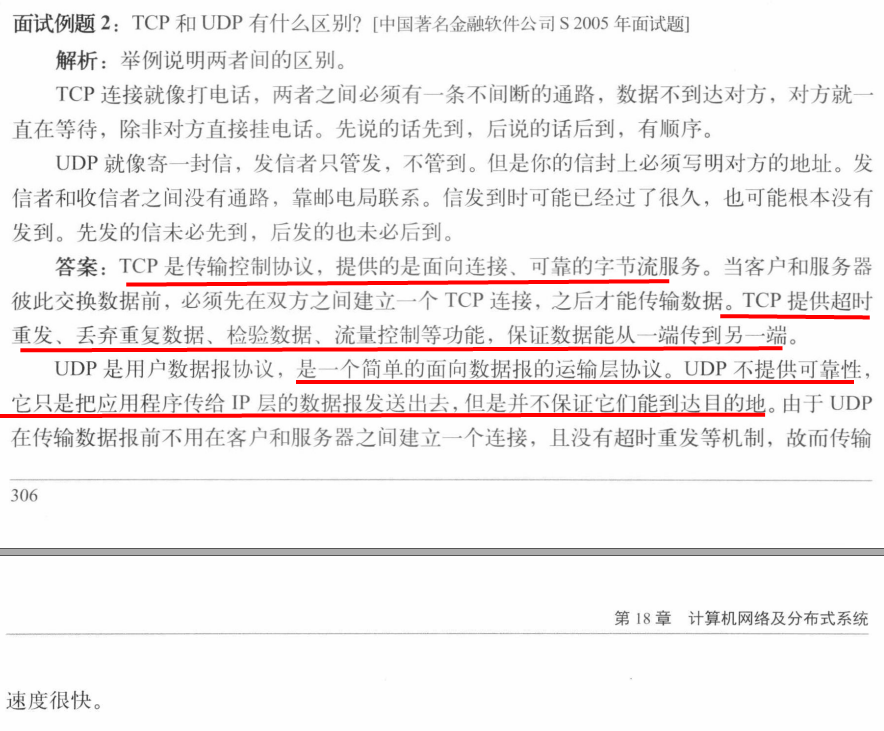 面试例题 2：TCP 和 UDP 有什么区别？[中国著名金融软件公司 S 2005 年面试题]
解析：举例说明两者间的区别。
TCP 连接就像打电话，两者之间必须有一条不间断的通路，数据不到达对方，对方就一
直在等待，除非对方直接挂电话。先说的话先到，后说的话后到，有顺序。
UDP 就像寄一封信，发信者只管发，不管到。但是你的信封上必须写明对方的地址。发
信者和收信者之间没有通路，靠邮电局联系。信发到时可能已经过了很久，也可能根本没有
发到。先发的信未必先到，后发的也未必后到。
答案：TCP 是传输控制协议，提供的是面向连接、可靠的字节流服务。当客户和服务器
彼此交换数据前，必须先在双方之间建立一个 TCP 连接，之后才能传输数据。TCP 提供超时
重发、丢弃重复数据、检验数据、流量控制等功能，保证数据能从一端传到另一端。
UDP 是用户数据报协议，是一个简单的面向数据报的运输层协议。UDP 不提供可靠性，
它只是把应用程序传给 IP 层的数据报发送出去，但是并不保证它们能到达目的地。由于 UDP
在传输数据报前不用在客户和服务器之间建立一个连接，且没有超时重发等机制，故而传输
306
第 18 章 计算机网络及分布式系统
速度很快。